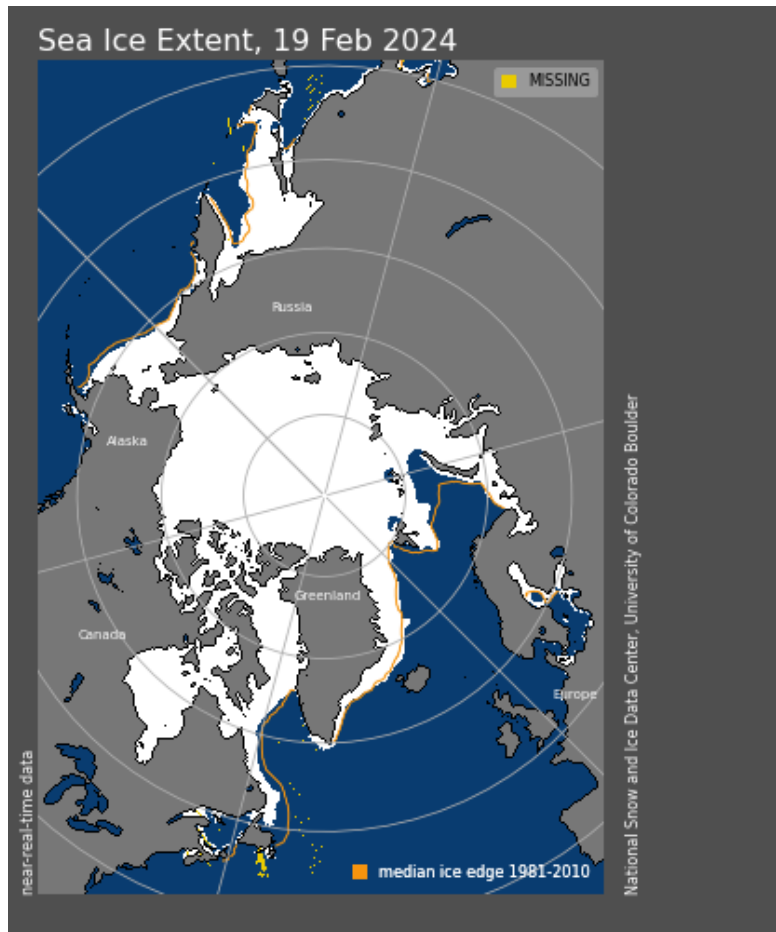 Sea Ice Extent, 19 Feb 2024
MISSING
Russia
Alaska
Greenland
Canada
Europe
near-real-time data
National Snow and Ice Data Center, University of Colorado Boulder
median ice edge 1981-2010